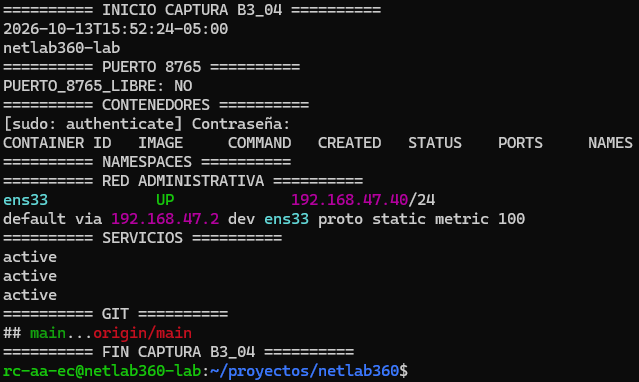 ========== INICIO CAPTURA B3_04 ==========
2026-10-13T15:52:24-05:00
netlab360-lab
========== PUERTO 8765 ==========
PUERTO_8765_LIBRE: NO
========== CONTENEDORES ==========
[sudo: authenticate] Contraseña:
CONTAINER ID   IMAGE     COMMAND   CREATED   STATUS    PORTS     NAMES
========== NAMESPACES ==========
========== RED ADMINISTRATIVA ==========
ens33            UP             192.168.47.40/24
default via 192.168.47.2 dev ens33 proto static metric 100
========== SERVICIOS ==========
active
active
active
========== GIT ==========
## main...origin/main
========== FIN CAPTURA B3_04 ==========
rc-aa-ec@netlab360-lab:~/proyectos/netlab360$